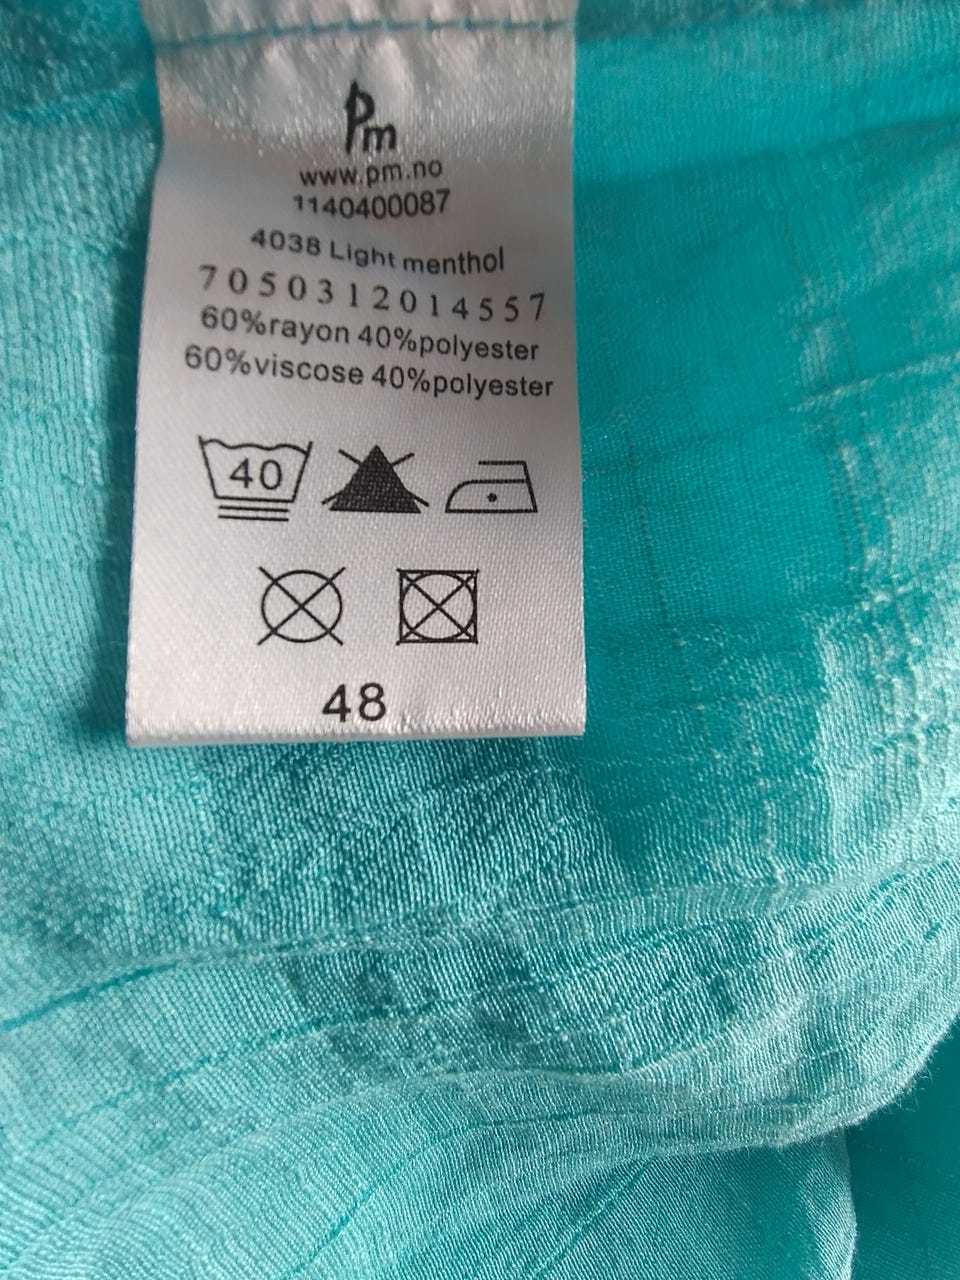 Pm
www.pm.no
1140400087
4038 Light menthol
7050312014557
60%rayon 40%polyester
60%viscose 40%polyester
40
48